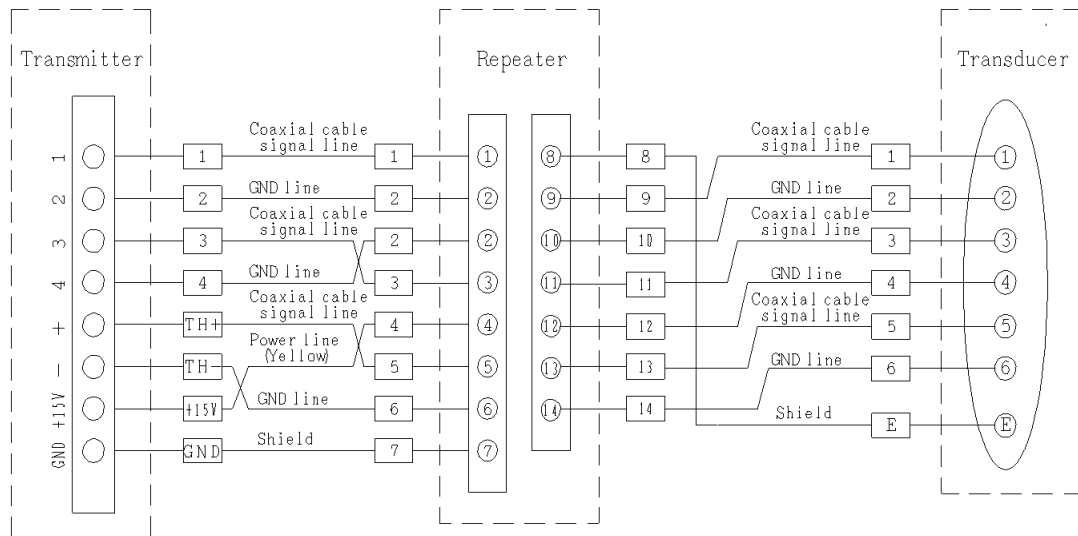 Transmitter
Repeater
Transducer
1
2
3
4
+
-
+15V
GND
1
2
3
4
TH+
TH-
+15V
GND
Coaxial cable
signal line
GND line
Coaxial cable
signal line
GND line
Coaxial cable
signal line
Power line
(Yellow)
GND line
Shield
1
2
2
3
4
5
6
7
1
2
2
3
4
5
6
7
8
9
10
11
12
13
14
8
9
10
11
12
13
14
Coaxial cable
signal line
GND line
Coaxial cable
signal line
GND line
Coaxial cable
signal line
GND line
Shield
1
2
3
4
5
6
E
1
2
3
4
5
6
E